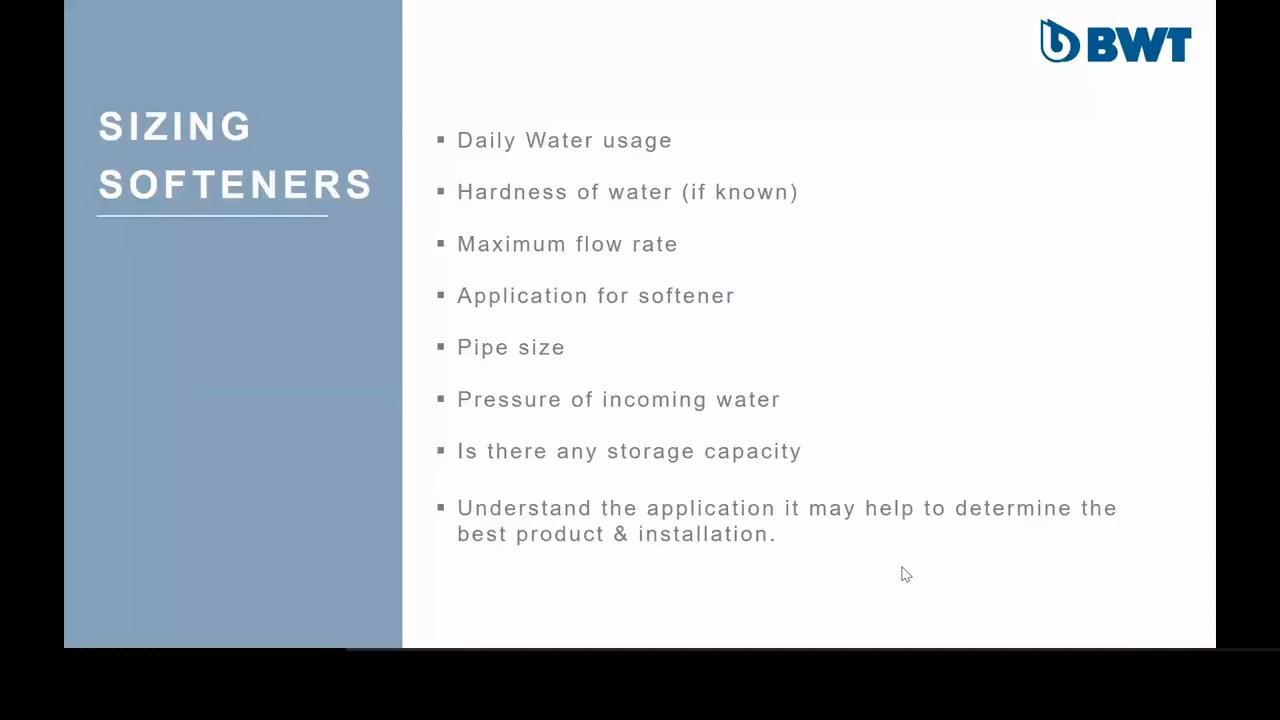 BWT
SIZING
SOFTENERS
▪ Daily Water usage
▪ Hardness of water (if known)
▪ Maximum flow rate
▪ Application for softener
▪ Pipe size
▪ Pressure of incoming water
▪ Is there any storage capacity
▪ Understand the application it may help to determine the
best product & installation.